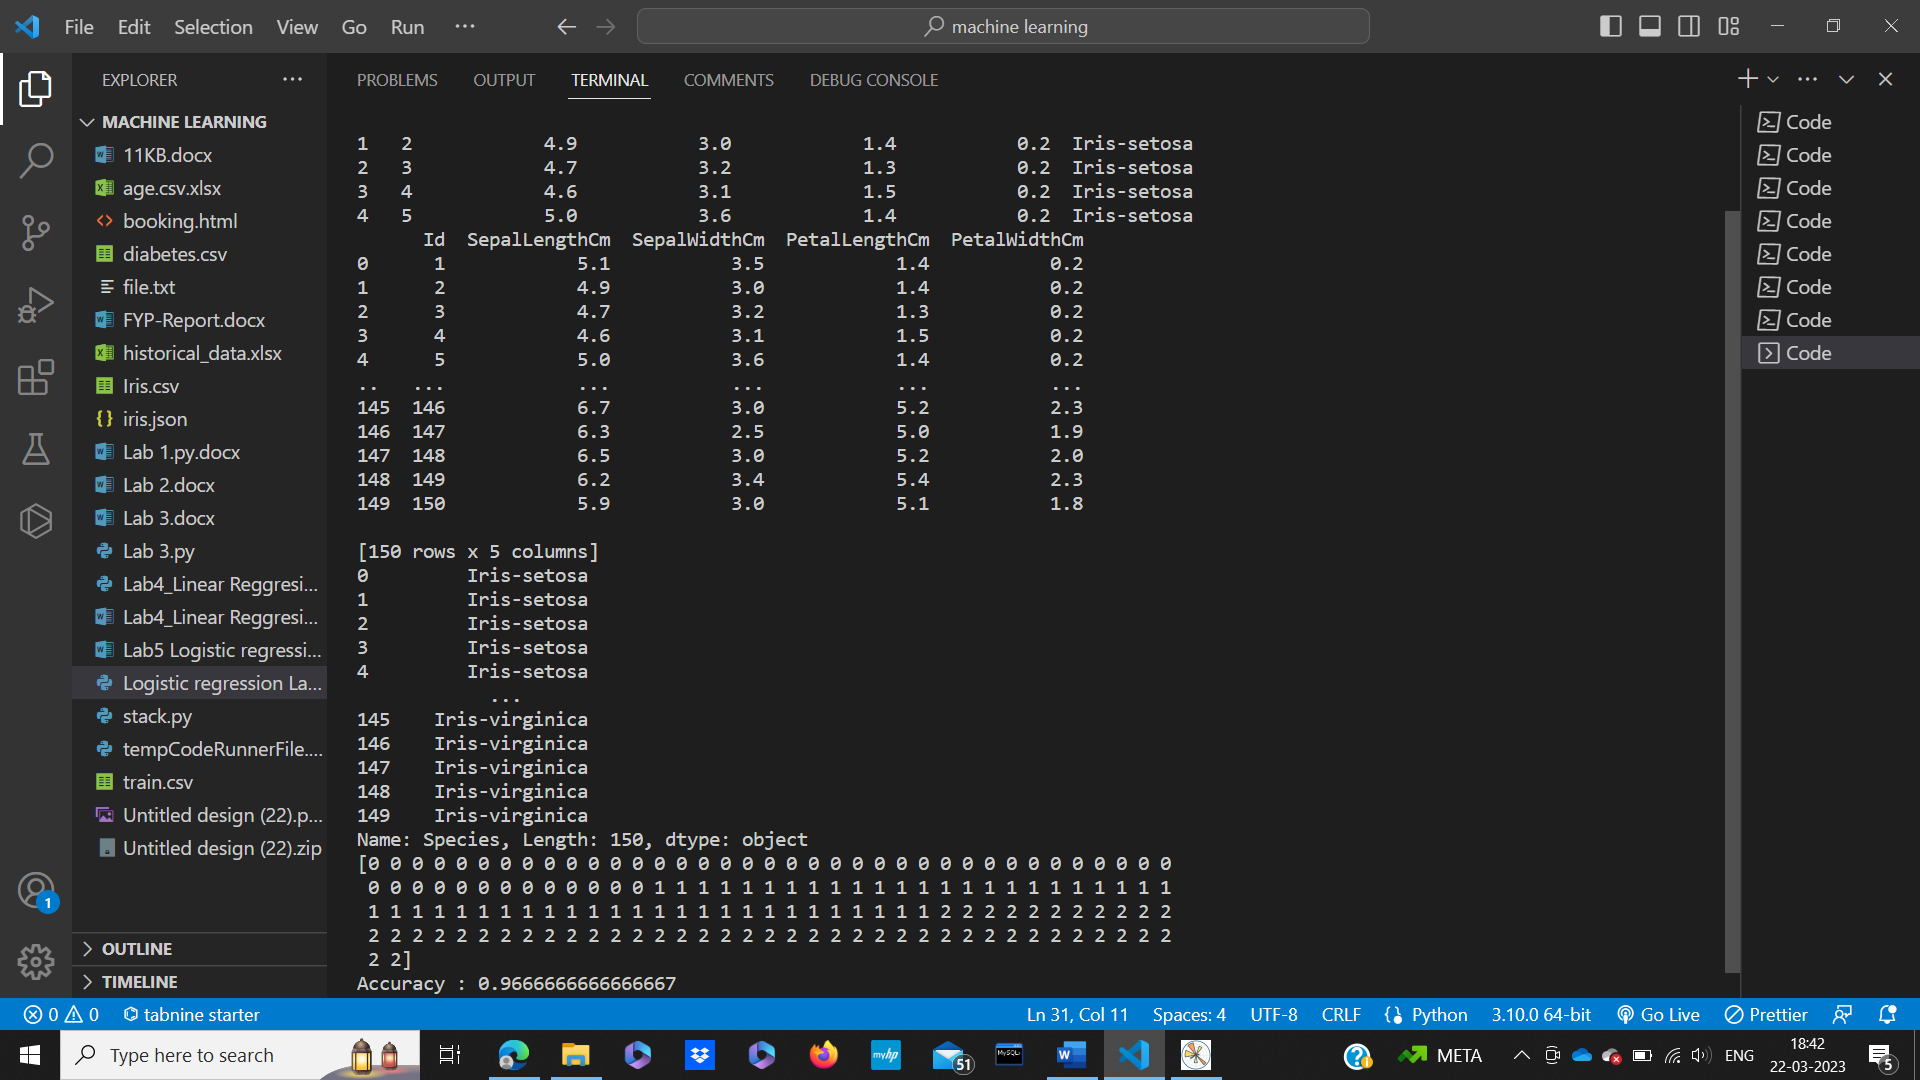 File Edit Selection View Go Run ···
machine learning
EXPLORER ···
MACHINE LEARNING
11KB.docx
age.csv.xlsx
booking.html
diabetes.csv
file.txt
FYP-Report.docx
historical_data.xlsx
Iris.csv
iris.json
Lab 1.py.docx
Lab 2.docx
Lab 3.docx
Lab 3.py
Lab4_Linear Reggresi...
Lab4_Linear Reggresi...
Lab5 Logistic regressi...
Logistic regression La...
stack.py
tempCodeRunnerFile....
train.csv
Untitled design (22).p...
Untitled design (22).zip
OUTLINE
TIMELINE
PROBLEMS OUTPUT TERMINAL COMMENTS DEBUG CONSOLE
1 2 4.9 3.0 1.4 0.2 Iris-setosa
2 3 4.7 3.2 1.3 0.2 Iris-setosa
3 4 4.6 3.1 1.5 0.2 Iris-setosa
4 5 5.0 3.6 1.4 0.2 Iris-setosa
Id SepalLengthCm SepalWidthCm PetalLengthCm PetalWidthCm
0 1 5.1 3.5 1.4 0.2
1 2 4.9 3.0 1.4 0.2
2 3 4.7 3.2 1.3 0.2
3 4 4.6 3.1 1.5 0.2
4 5 5.0 3.6 1.4 0.2
.. ... ... ... ... ...
145 146 6.7 3.0 5.2 2.3
146 147 6.3 2.5 5.0 1.9
147 148 6.5 3.0 5.2 2.0
148 149 6.2 3.4 5.4 2.3
149 150 5.9 3.0 5.1 1.8
[150 rows x 5 columns]
0 Iris-setosa
1 Iris-setosa
2 Iris-setosa
3 Iris-setosa
4 Iris-setosa
...
145 Iris-virginica
146 Iris-virginica
147 Iris-virginica
148 Iris-virginica
149 Iris-virginica
Name: Species, Length: 150, dtype: object
[0 0 0 0 0 0 0 0 0 0 0 0 0 0 0 0 0 0 0 0 0 0 0 0 0 0 0 0 0 0 0 0 0 0 0 0 0
0 0 0 0 0 0 0 0 0 0 0 0 0 1 1 1 1 1 1 1 1 1 1 1 1 1 1 1 1 1 1 1 1 1 1 1 1
1 1 1 1 1 1 1 1 1 1 1 1 1 1 1 1 1 1 1 1 1 1 1 1 1 1 2 2 2 2 2 2 2 2 2 2 2
2 2 2 2 2 2 2 2 2 2 2 2 2 2 2 2 2 2 2 2 2 2 2 2 2 2 2 2 2 2 2 2 2 2 2 2 2
2 2]
Accuracy : 0.9666666666666667
Code
Code
Code
Code
Code
Code
Code
Code
1
0 0 tabnine starter
Ln 31, Col 11 Spaces: 4 UTF-8 CRLF Python 3.10.0 64-bit Go Live Prettier
Type here to search
myhp
51
MySQL
META
ENG
18:42
22-03-2023
5